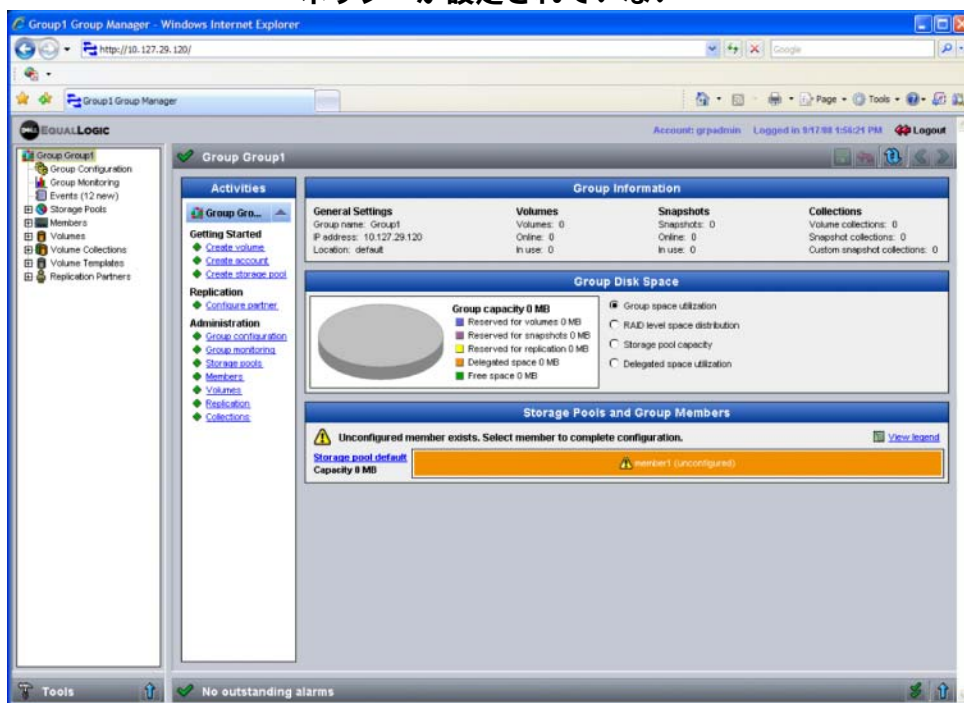 Group1 Group Manager - Windows Internet Explorer
http://10.127.29.120/
Google
Group1 Group Manager
Page
Tools
DELL EQUALLOGIC
Account: grpadmin Logged in 9/17/08 1:56:21 PM Logout
Group Group1
Group Configuration
Group Monitoring
Events (12 new)
Storage Pools
Members
Volumes
Volume Collections
Volume Templates
Replication Partners
Group Group1
Activities
Group Gro...
Getting Started
Create volume
Create account
Create storage pool
Replication
Configure partner
Administration
Group configuration
Group monitoring
Storage pools
Members
Volumes
Replication
Collections
Group Information
General Settings
Group name: Group1
IP address: 10.127.29.120
Location: default
Volumes
Volumes: 0
Online: 0
In use: 0
Snapshots
Snapshots: 0
Online: 0
In use: 0
Collections
Volume collections: 0
Snapshot collections: 0
Custom snapshot collections: 0
Group Disk Space
Group capacity 0 MB
Reserved for volumes 0 MB
Reserved for snapshots 0 MB
Reserved for replication 0 MB
Delegated space 0 MB
Free space 0 MB
Group space utilization
RAID level space distribution
Storage pool capacity
Delegated space utilization
Storage Pools and Group Members
Unconfigured member exists. Select member to complete configuration.
View legend
Storage pool default
Capacity 0 MB
member1 (unconfigured)
Tools
No outstanding alarms